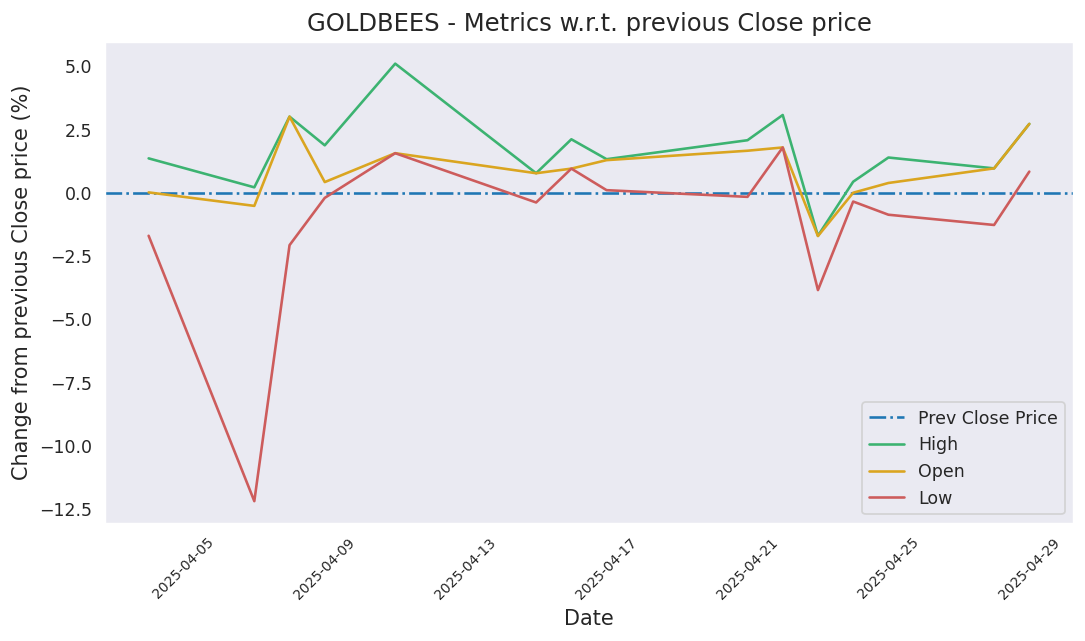 GOLDBEES - Metrics w.r.t. previous Close price
Change from previous Close price (%)
5.0
2.5
0.0
−2.5
−5.0
−7.5
−10.0
−12.5
Prev Close Price
High
Open
Low
2025-04-05
2025-04-09
2025-04-13
2025-04-17
2025-04-21
2025-04-25
2025-04-29
Date